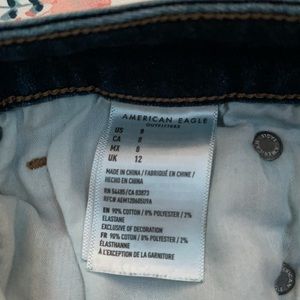 AMERICAN EAGLE
OUTFITTERS
US 8
CA 8
MX 8
UK 12
MADE IN CHINA / FABRIQUÉ EN CHINE /
HECHO EN CHINA
RN 54485/CA 03873
EN 90% COTTON / 8% POLYESTER / 2%
ELASTANE
EXCLUSIVE OF DECORATION
FR 90% COTON / 8% POLYESTER / 2%
ÉLASTHANNE
À L'EXCEPTION DE LA GARNITURE